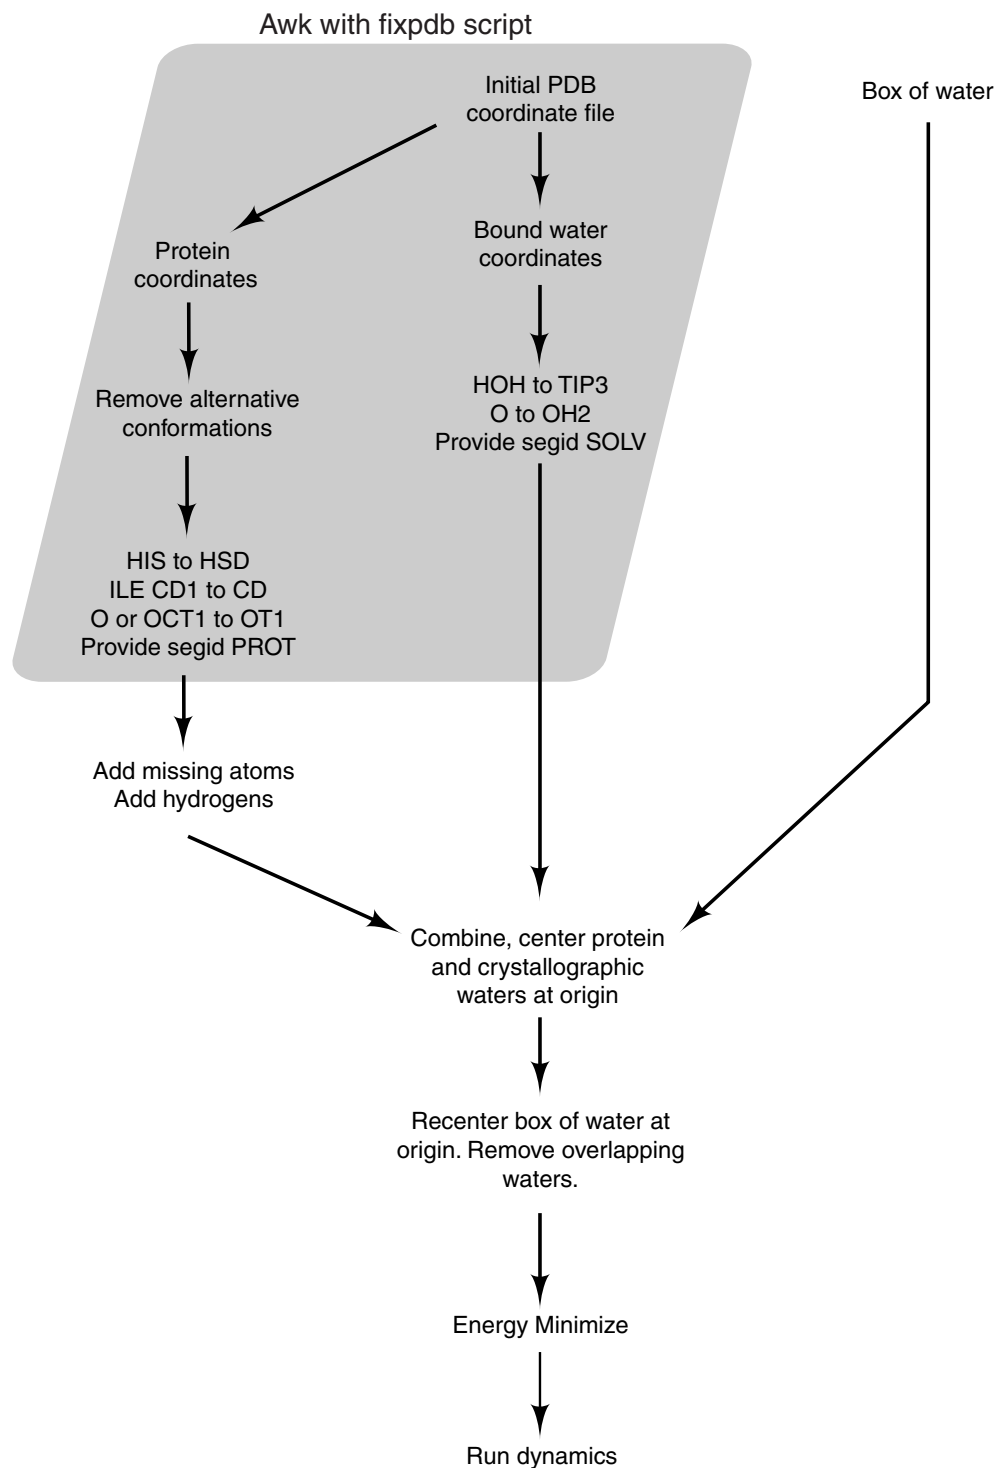 Awk with fixpdb script
Initial PDB
coordinate file
Box of water
Protein
coordinates
Bound water
coordinates
Remove alternative
conformations
HOH to TIP3
O to OH2
Provide segid SOLV
HIS to HSD
ILE CD1 to CD
O or OCT1 to OT1
Provide segid PROT
Add missing atoms
Add hydrogens
Combine, center protein
and crystallographic
waters at origin
Recenter box of water at
origin. Remove overlapping
waters.
Energy Minimize
Run dynamics